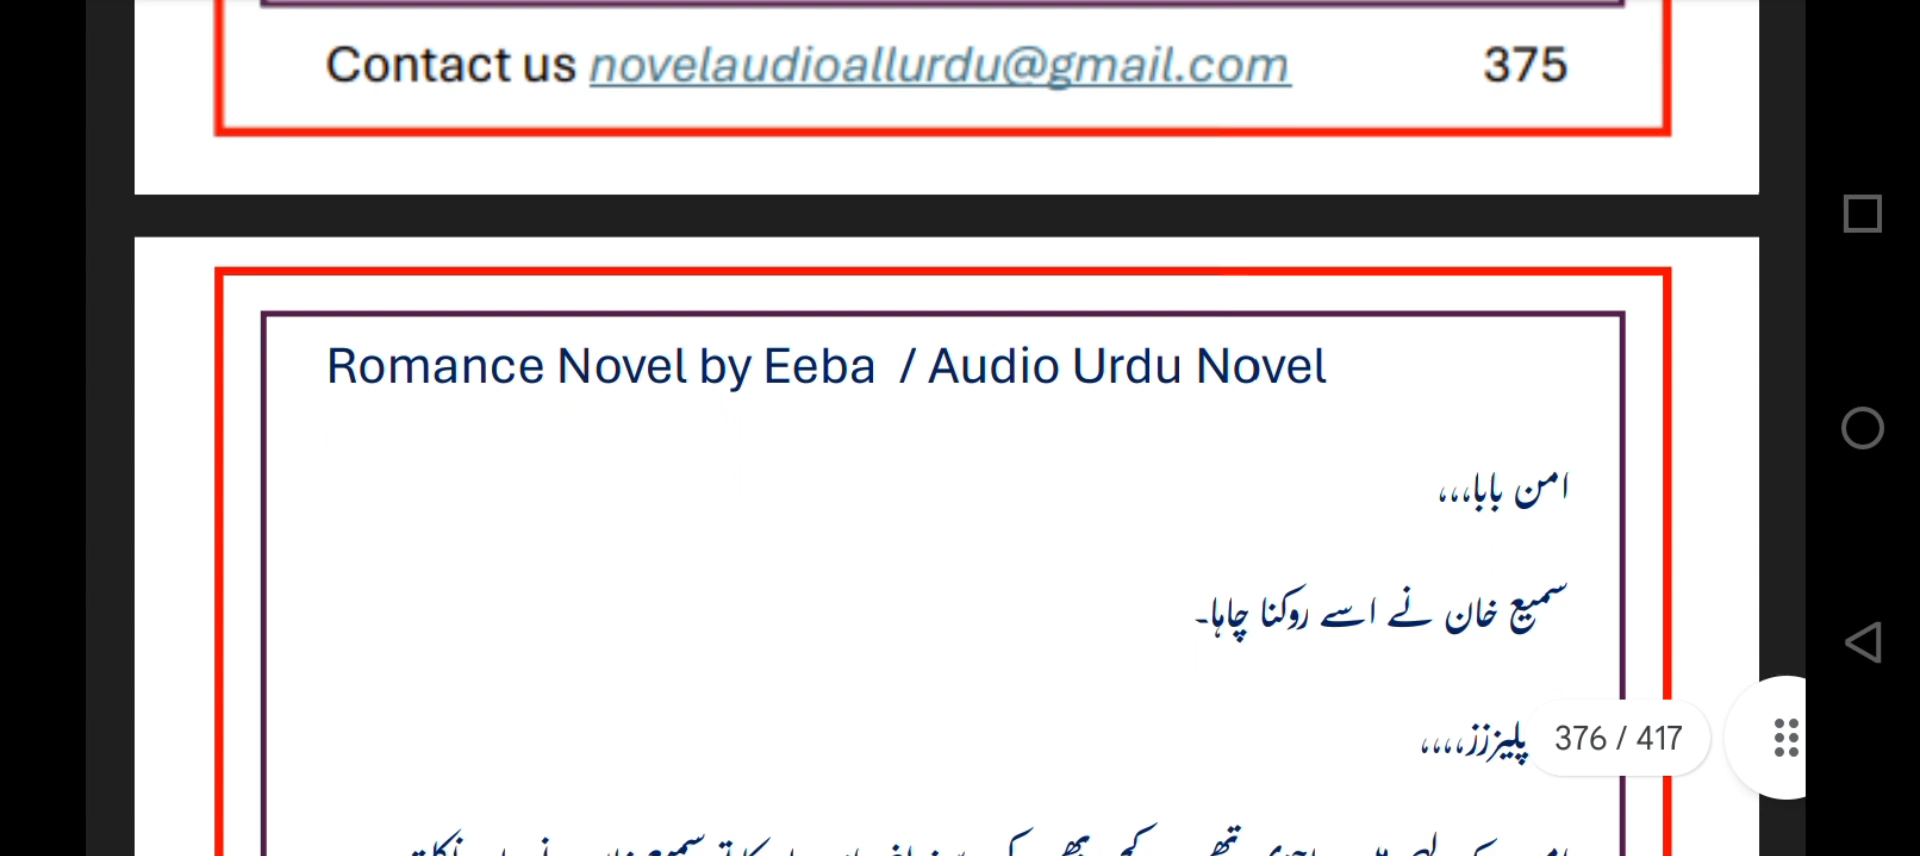 Contact us novelaudioallurdu@gmail.com 375
Romance Novel by Eeba / Audio Urdu Novel
امن بابا،،،
سمیع خان نے اسے روکنا چاہا۔
پلیززز،،،،
376 / 417